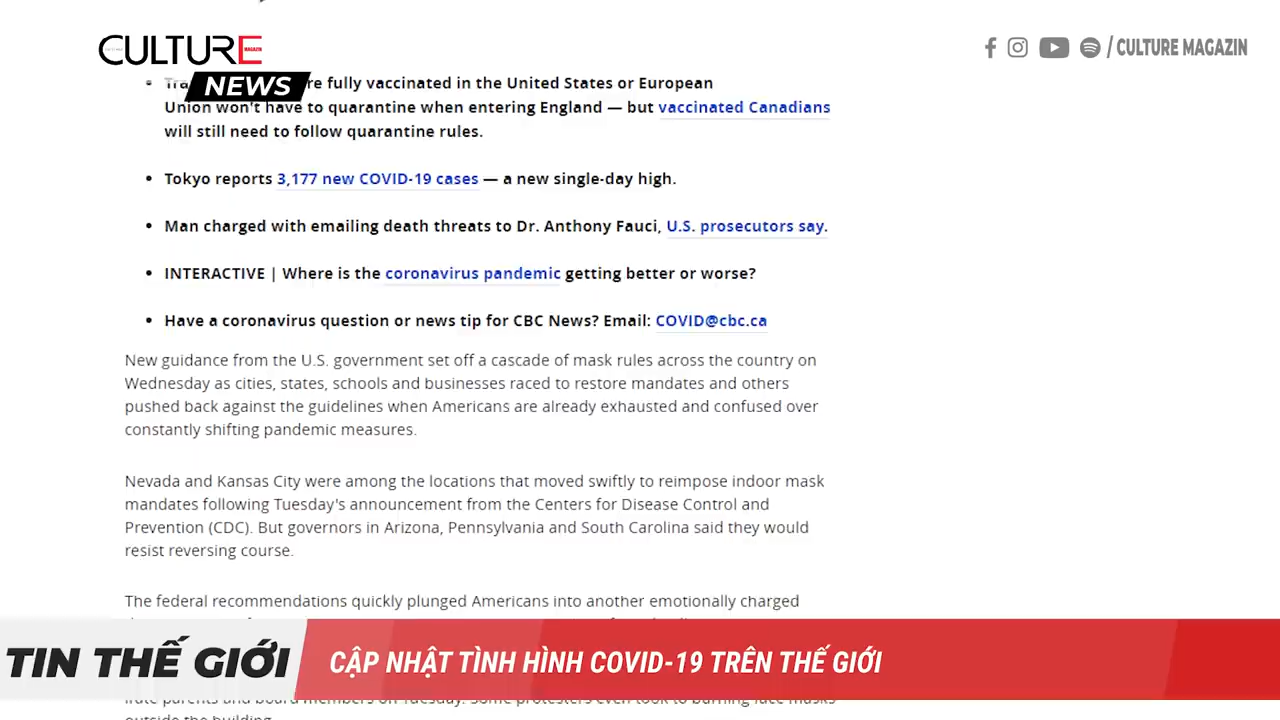 CULTURE
MAGAZIN
NEWS
/ CULTURE MAGAZIN
fully vaccinated in the United States or European
Union won't have to quarantine when entering England — but vaccinated Canadians
will still need to follow quarantine rules.
Tokyo reports 3,177 new COVID-19 cases — a new single-day high.
Man charged with emailing death threats to Dr. Anthony Fauci, U.S. prosecutors say.
INTERACTIVE | Where is the coronavirus pandemic getting better or worse?
Have a coronavirus question or news tip for CBC News? Email: COVID@cbc.ca
New guidance from the U.S. government set off a cascade of mask rules across the country on
Wednesday as cities, states, schools and businesses raced to restore mandates and others
pushed back against the guidelines when Americans are already exhausted and confused over
constantly shifting pandemic measures.
Nevada and Kansas City were among the locations that moved swiftly to reimpose indoor mask
mandates following Tuesday's announcement from the Centers for Disease Control and
Prevention (CDC). But governors in Arizona, Pennsylvania and South Carolina said they would
resist reversing course.
The federal recommendations quickly plunged Americans into another emotionally charged
TIN THẾ GIỚI
CẬP NHẬT TÌNH HÌNH COVID-19 TRÊN THẾ GIỚI
irate parents and board members on Tuesday. Some protesters even took to burning face masks
outside the building.